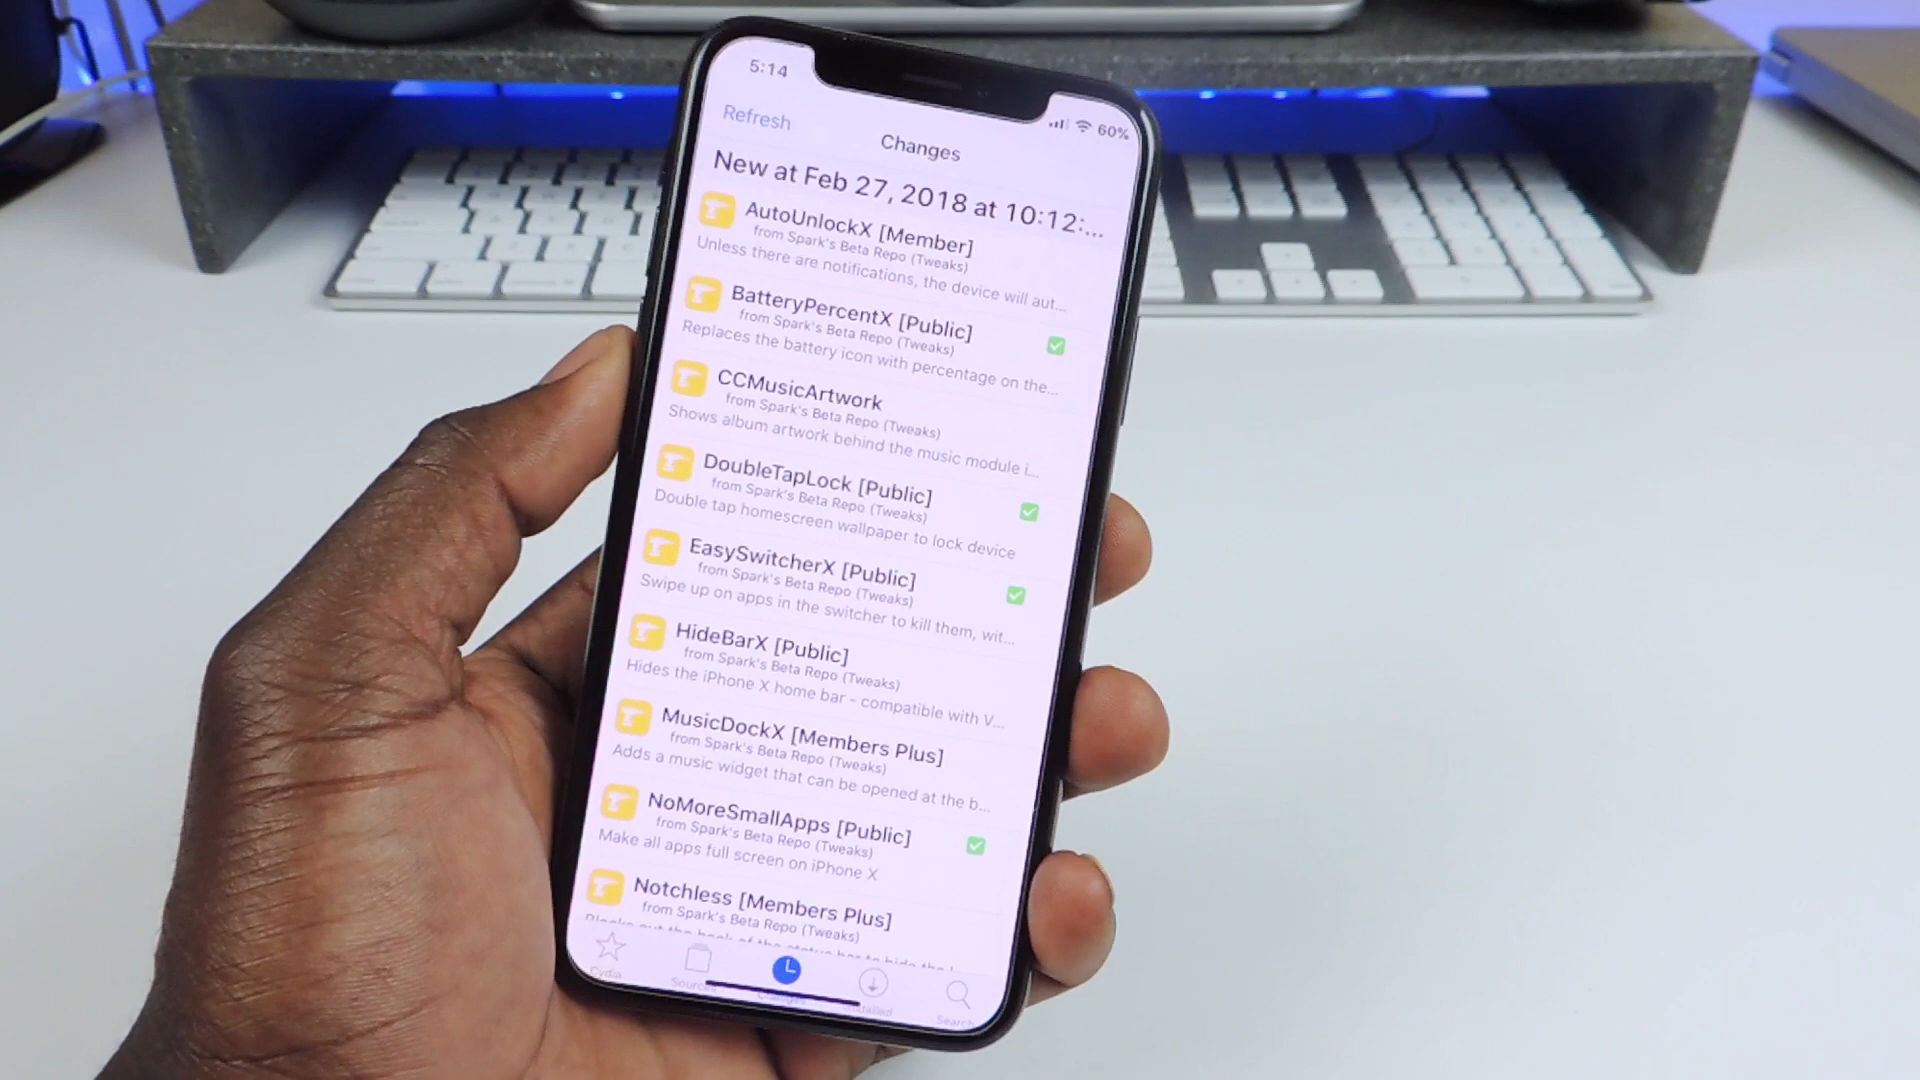 5:14
60%
Refresh
Changes
New at Feb 27, 2018 at 10:12:...
AutoUnlockX [Member]
from Spark's Beta Repo (Tweaks)
Unless there are notifications, the device will aut...
BatteryPercentX [Public]
from Spark's Beta Repo (Tweaks)
Replaces the battery icon with percentage on the...
CCMusicArtwork
from Spark's Beta Repo (Tweaks)
Shows album artwork behind the music module i...
DoubleTapLock [Public]
from Spark's Beta Repo (Tweaks)
Double tap homescreen wallpaper to lock device
EasySwitcherX [Public]
from Spark's Beta Repo (Tweaks)
Swipe up on apps in the switcher to kill them, wit...
HideBarX [Public]
from Spark's Beta Repo (Tweaks)
Hides the iPhone X home bar - compatible with V...
MusicDockX [Members Plus]
from Spark's Beta Repo (Tweaks)
Adds a music widget that can be opened at the b...
NoMoreSmallApps [Public]
from Spark's Beta Repo (Tweaks)
Make all apps full screen on iPhone X
Notchless [Members Plus]
from Spark's Beta Repo (Tweaks)
Cydia
Sources
Changes
Installed
Search